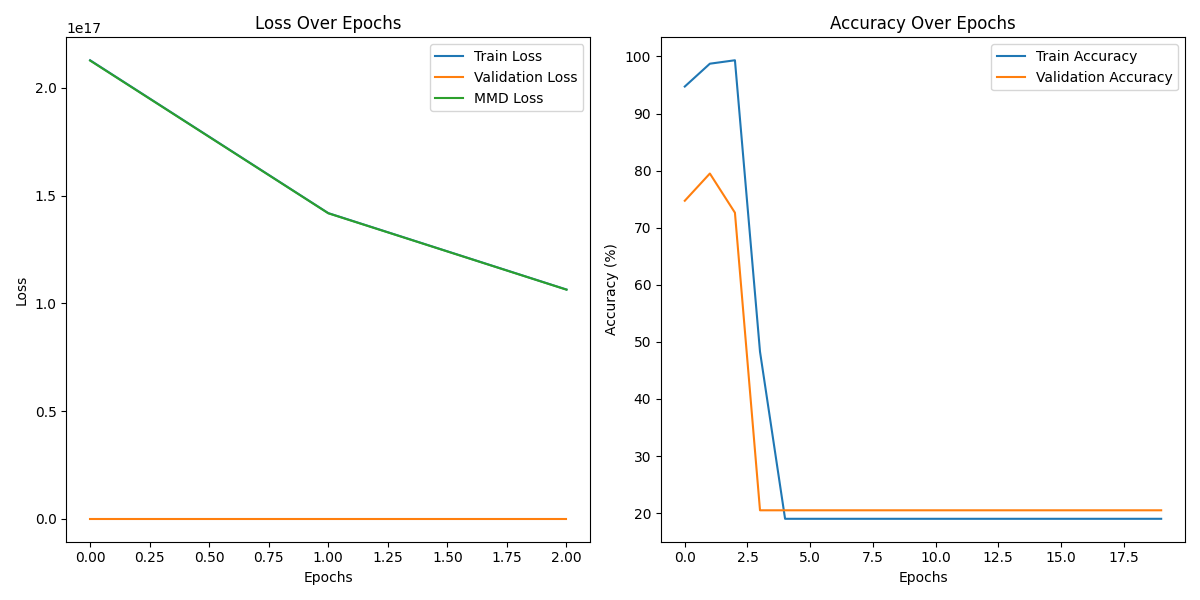 Loss Over Epochs
1e17
Train Loss
Validation Loss
MMD Loss
2.0
1.5
1.0
0.5
0.0
Loss
0.00 0.25 0.50 0.75 1.00 1.25 1.50 1.75 2.00
Epochs
Accuracy Over Epochs
Train Accuracy
Validation Accuracy
100
90
80
70
60
50
40
30
20
Accuracy (%)
0.0 2.5 5.0 7.5 10.0 12.5 15.0 17.5
Epochs